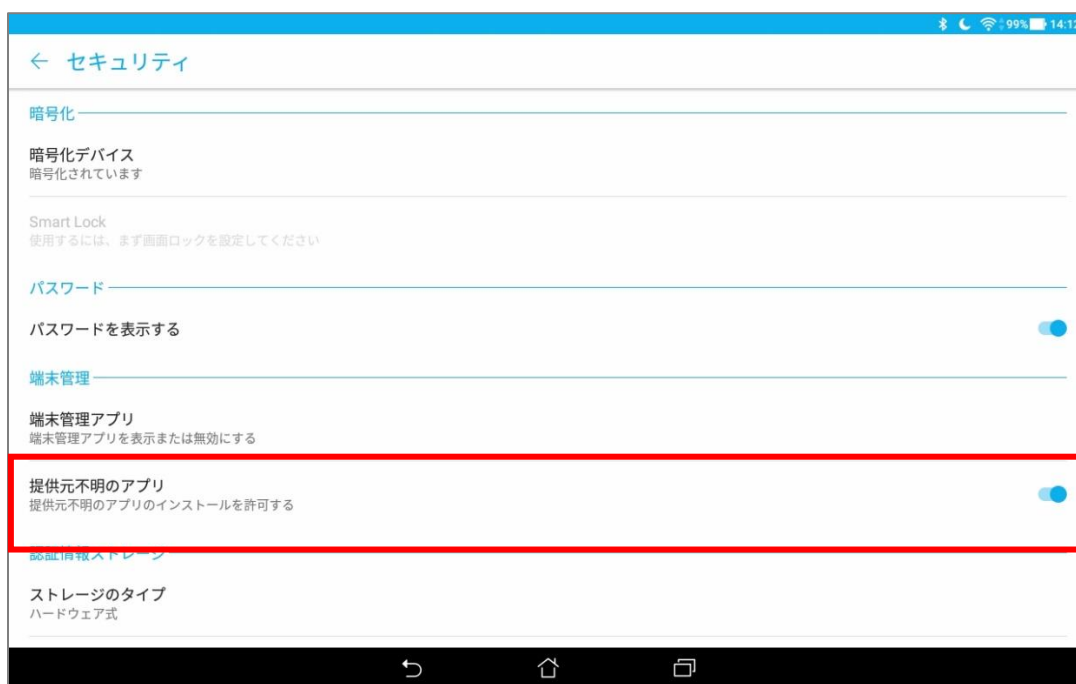 99% 14:12
セキュリティ
暗号化
暗号化デバイス
暗号化されています
Smart Lock
使用するには、まず画面ロックを設定してください
パスワード
パスワードを表示する
端末管理
端末管理アプリ
端末管理アプリを表示または無効にする
提供元不明のアプリ
提供元不明のアプリのインストールを許可する
認証情報ストレージ
ストレージのタイプ
ハードウェア式